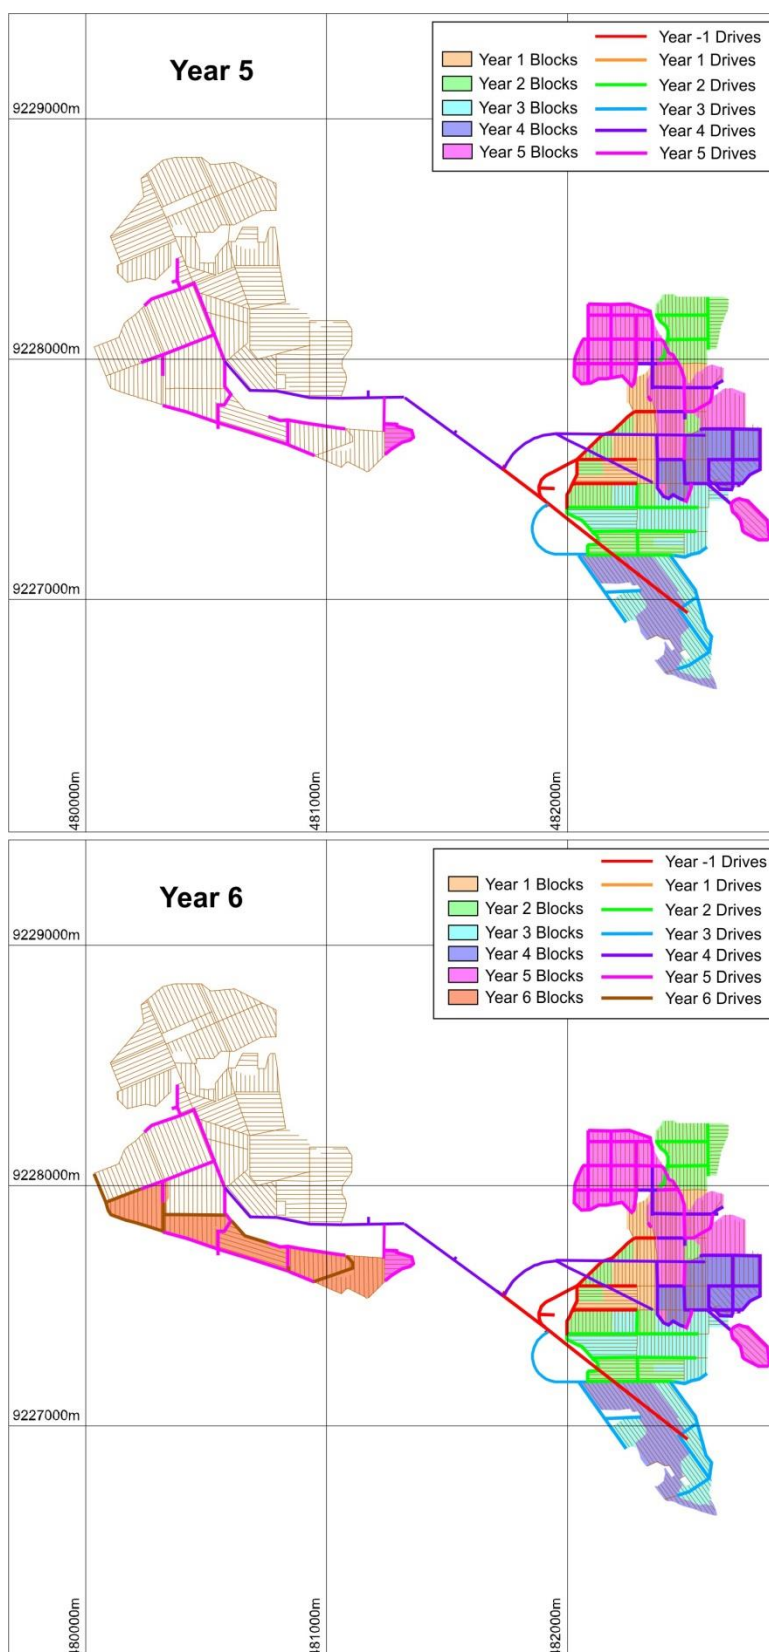 Year 5
Year -1 Drives
Year 1 Blocks
Year 1 Drives
Year 2 Blocks
Year 2 Drives
Year 3 Blocks
Year 3 Drives
Year 4 Blocks
Year 4 Drives
Year 5 Blocks
Year 5 Drives
9229000m
9228000m
9227000m
480000m
481000m
482000m
Year 6
Year -1 Drives
Year 1 Blocks
Year 1 Drives
Year 2 Blocks
Year 2 Drives
Year 3 Blocks
Year 3 Drives
Year 4 Blocks
Year 4 Drives
Year 5 Blocks
Year 5 Drives
Year 6 Blocks
Year 6 Drives
9229000m
9228000m
9227000m
480000m
481000m
482000m